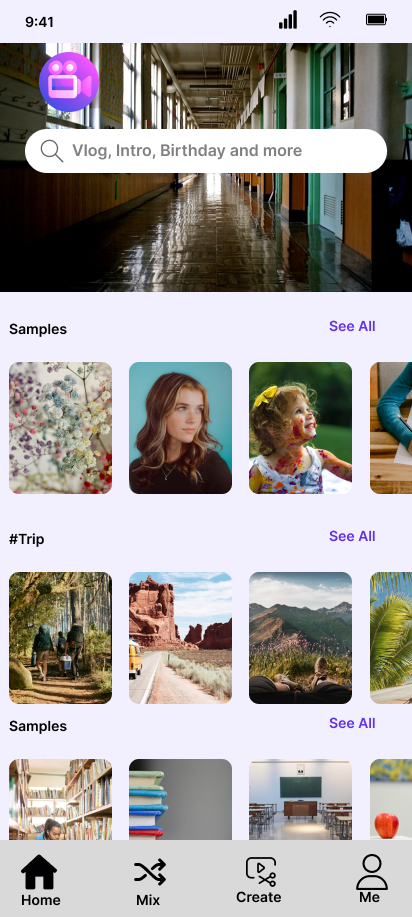 9:41
Vlog, Intro, Birthday and more
Samples
See All
#Trip
See All
Samples
See All
Home
Mix
Create
Me